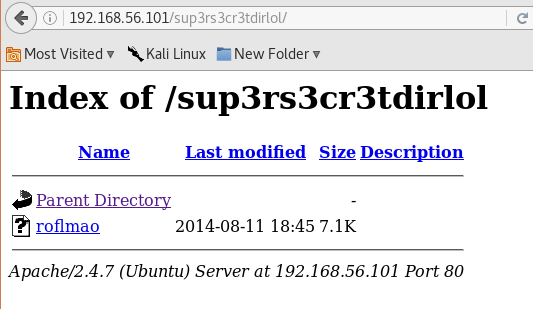 192.168.56.101/sup3rs3cr3tdirlol/
Most Visited Kali Linux New Folder
Index of /sup3rs3cr3tdirlol
Name Last modified Size Description
Parent Directory -
roflmao 2014-08-11 18:45 7.1K
Apache/2.4.7 (Ubuntu) Server at 192.168.56.101 Port 80